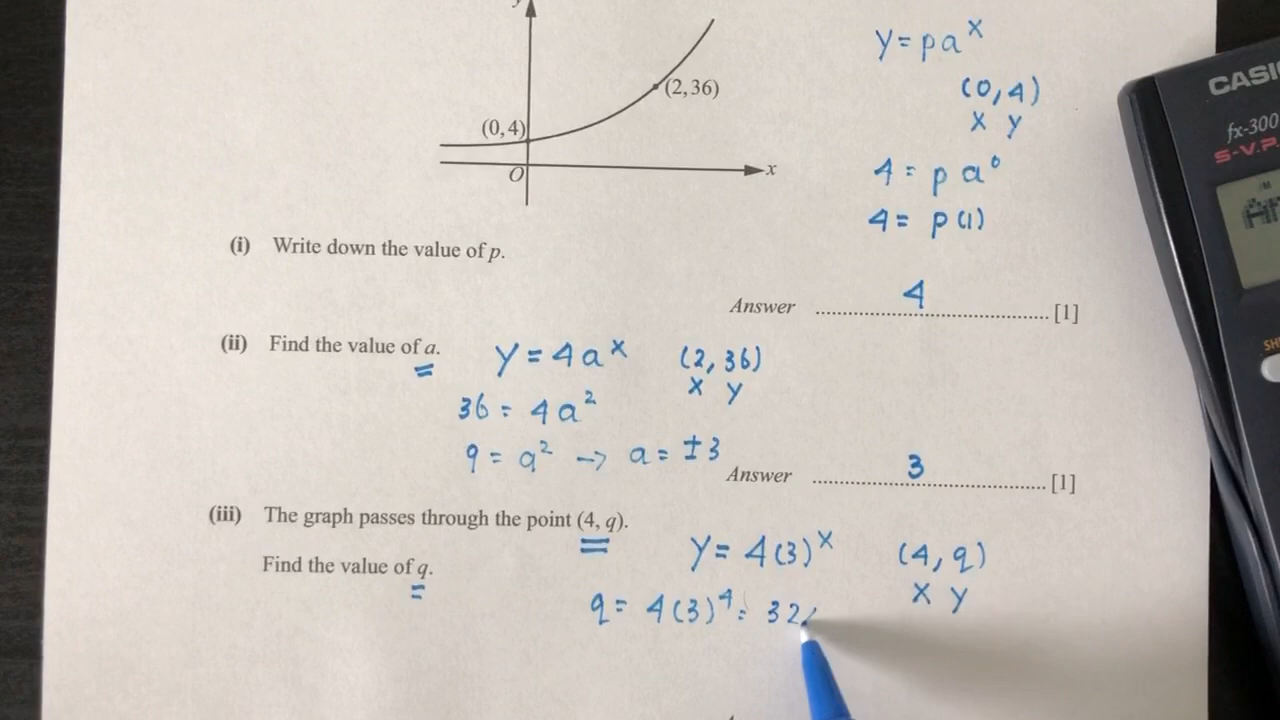 y
y = pa^x
(2, 36)
(0, 4)
x y
(0, 4)
O
x
4 = p a^0
4 = p (1)
CASI
fx-300
S-V.P.
(i) Write down the value of p.
Answer 4 [1]
(ii) Find the value of a.
y = 4a^x (2, 36)
x y
36 = 4a^2
9 = a^2 → a = ±3
Answer 3 [1]
(iii) The graph passes through the point (4, q).
y = 4(3)^x (4, q)
x y
Find the value of q.
q = 4(3)^4 = 32